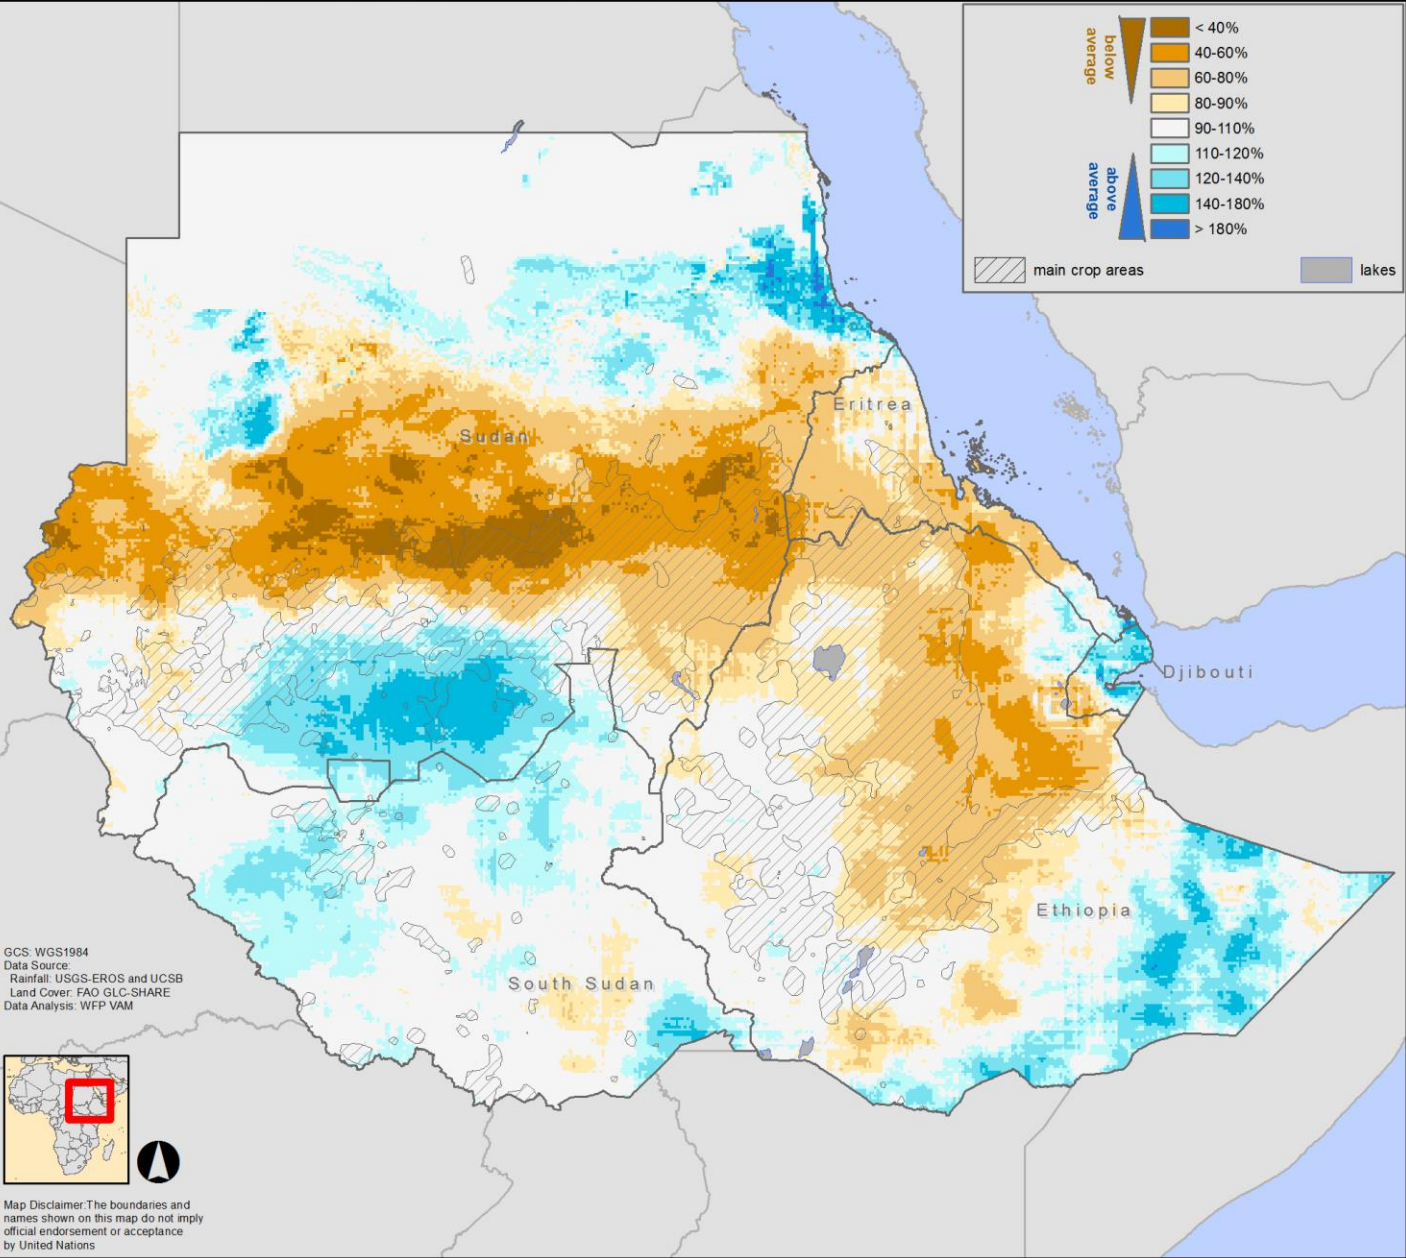 below
average
< 40%
40-60%
60-80%
80-90%
90-110%
110-120%
120-140%
140-180%
> 180%
above
average
main crop areas
lakes
Eritrea
Sudan
Djibouti
Ethiopia
South Sudan
GCS: WGS1984
Data Source:
Rainfall: USGS-EROS and UCSB
Land Cover: FAO GLC-SHARE
Data Analysis: WFP VAM
Map Disclaimer:The boundaries and
names shown on this map do not imply
official endorsement or acceptance
by United Nations